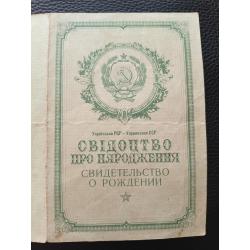 Українська РСР – Украинская ССР
СВІДОЦТВО
ПРО НАРОДЖЕННЯ
СВИДЕТЕЛЬСТВО
О РОЖДЕНИИ